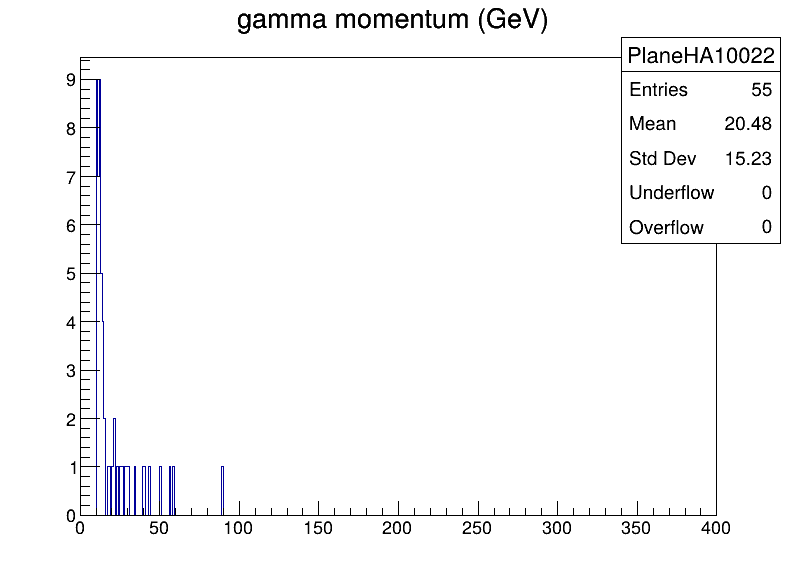 gamma momentum (GeV)
PlaneHA10022
Entries 55
Mean 20.48
Std Dev 15.23
Underflow 0
Overflow 0
9
8
7
6
5
4
3
2
1
0
0 50 100 150 200 250 300 350 400